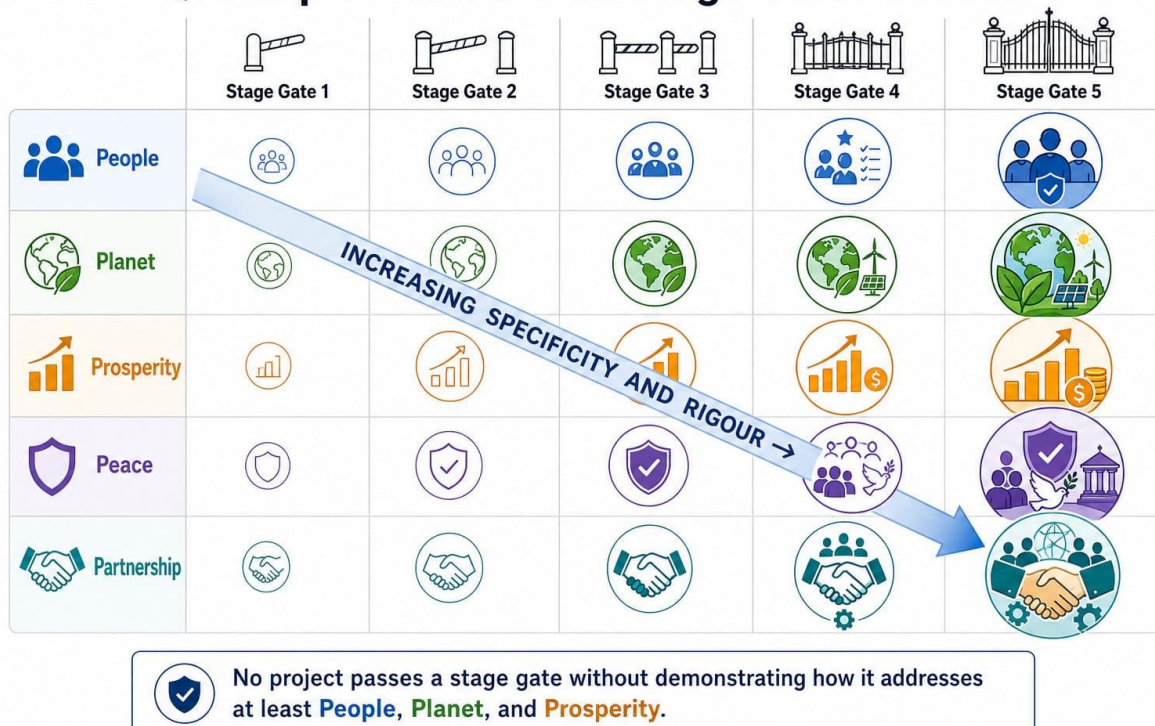 Stage Gate 1
Stage Gate 2
Stage Gate 3
Stage Gate 4
Stage Gate 5
People
Planet
INCREASING SPECIFICITY AND RIGOUR →
Prosperity
Peace
Partnership
No project passes a stage gate without demonstrating how it addresses
at least People, Planet, and Prosperity.